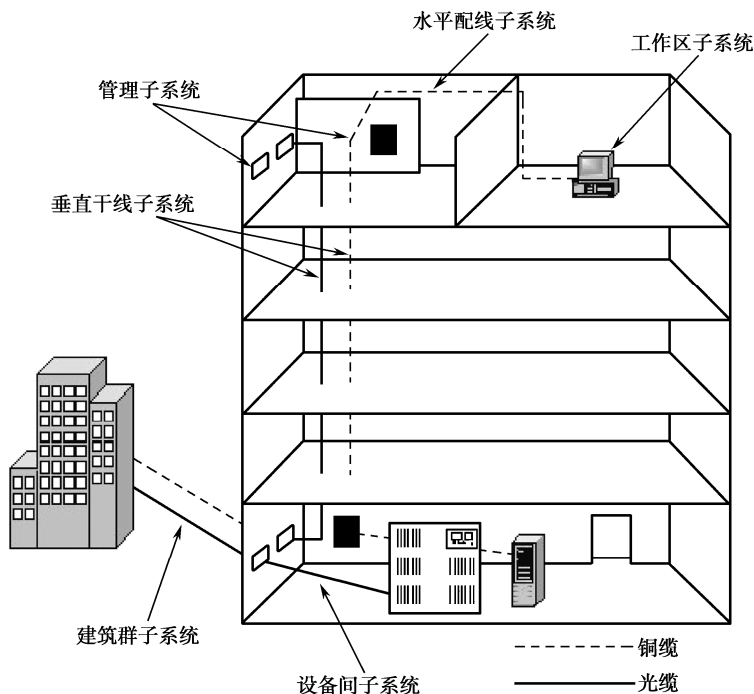 水平配线子系统
工作区子系统
管理子系统
垂直干线子系统
建筑群子系统
设备间子系统
铜缆
光缆